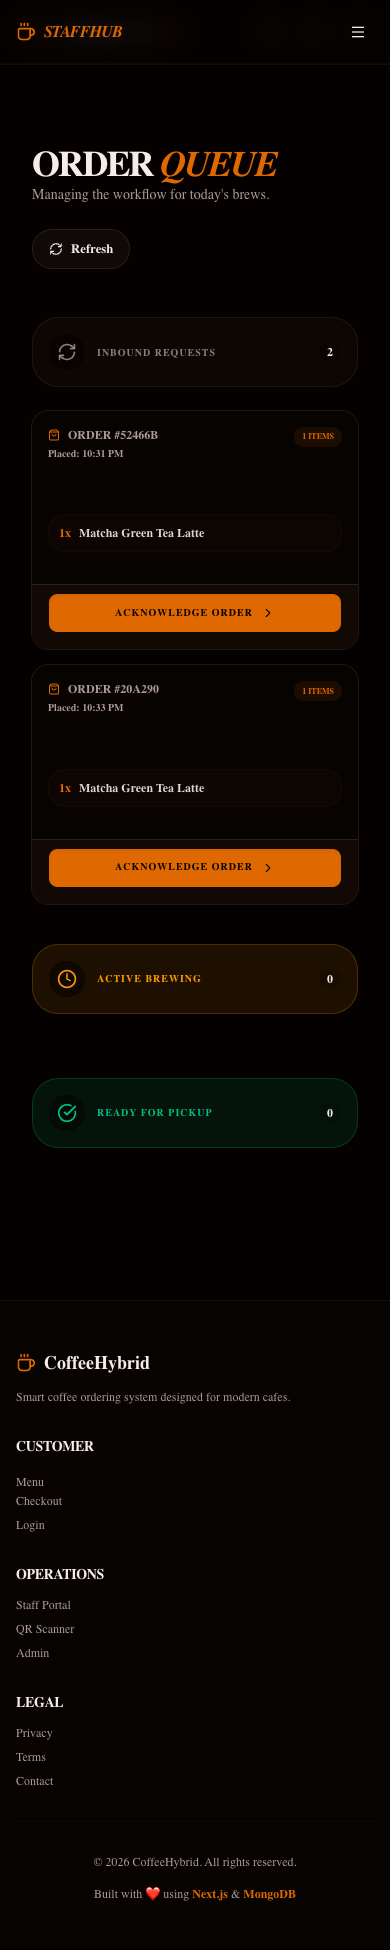 STAFFHUB
ORDER QUEUE
Managing the workflow for today's brews.
Refresh
INBOUND REQUESTS 2
ORDER #52466B 1 ITEMS
Placed: 10:31 PM
1x Matcha Green Tea Latte
ACKNOWLEDGE ORDER
ORDER #20A290 1 ITEMS
Placed: 10:33 PM
1x Matcha Green Tea Latte
ACKNOWLEDGE ORDER
ACTIVE BREWING 0
READY FOR PICKUP 0
CoffeeHybrid
Smart coffee ordering system designed for modern cafes.
CUSTOMER
Menu
Checkout
Login
OPERATIONS
Staff Portal
QR Scanner
Admin
LEGAL
Privacy
Terms
Contact
© 2026 CoffeeHybrid. All rights reserved.
Built with ❤️ using Next.js & MongoDB